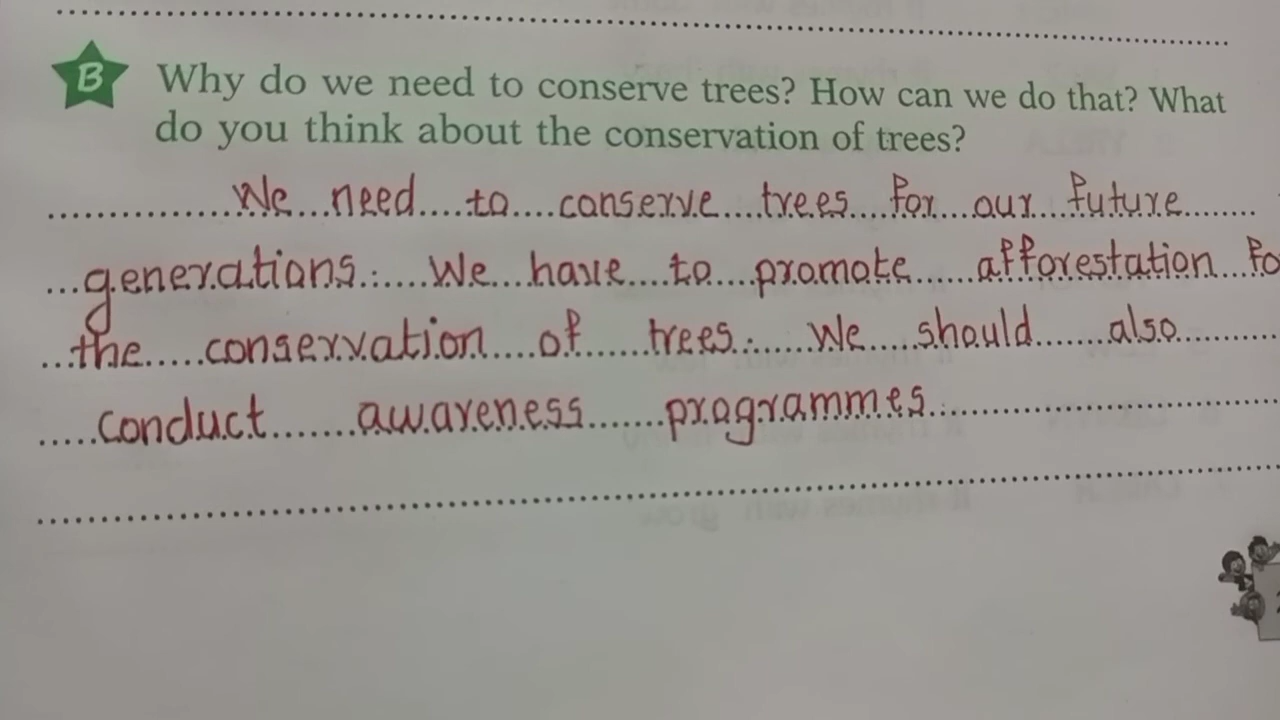 B Why do we need to conserve trees? How can we do that? What
do you think about the conservation of trees?
We need to conserve trees for our future
generations. We have to promote afforestation fo
the conservation of trees. We should also
conduct awareness programmes.